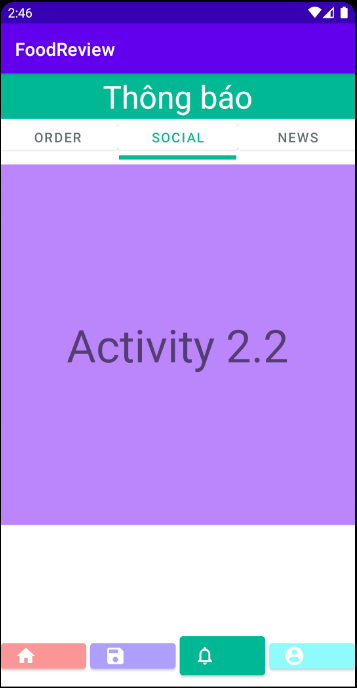 2:46
FoodReview
Thông báo
ORDER SOCIAL NEWS
Activity 2.2